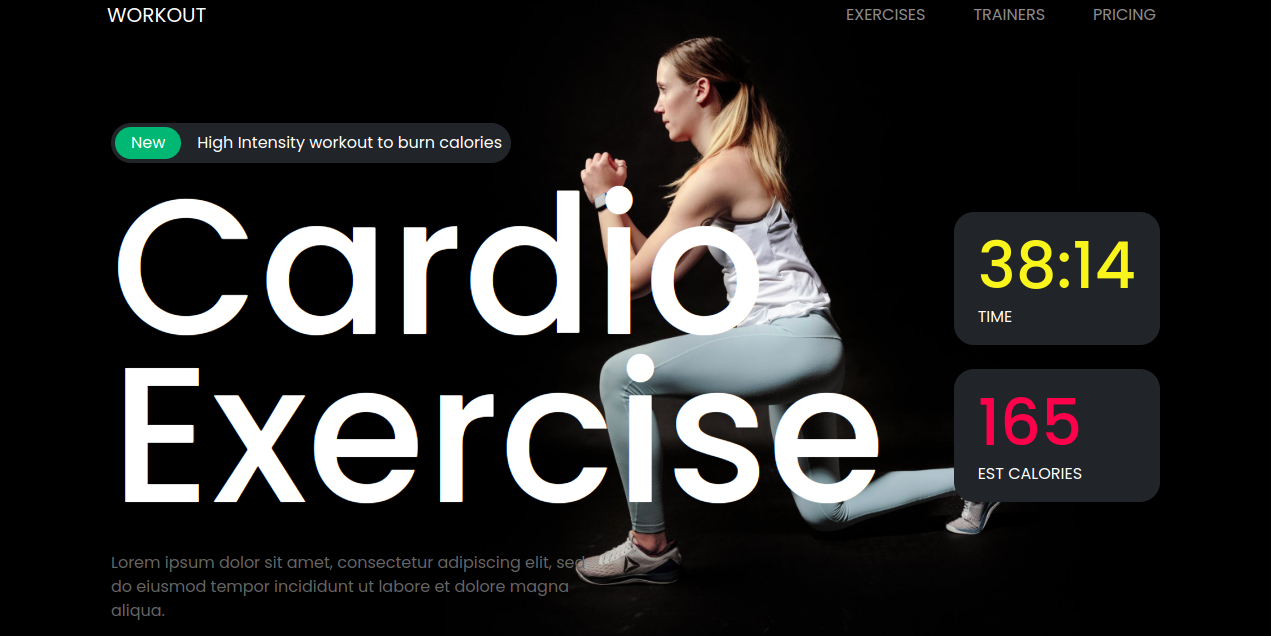 WORKOUT
EXERCISES
TRAINERS
PRICING
New
High Intensity workout to burn calories
Cardio
Exercise
38:14
TIME
165
EST CALORIES
Lorem ipsum dolor sit amet, consectetur adipiscing elit, sed
do eiusmod tempor incididunt ut labore et dolore magna
aliqua.